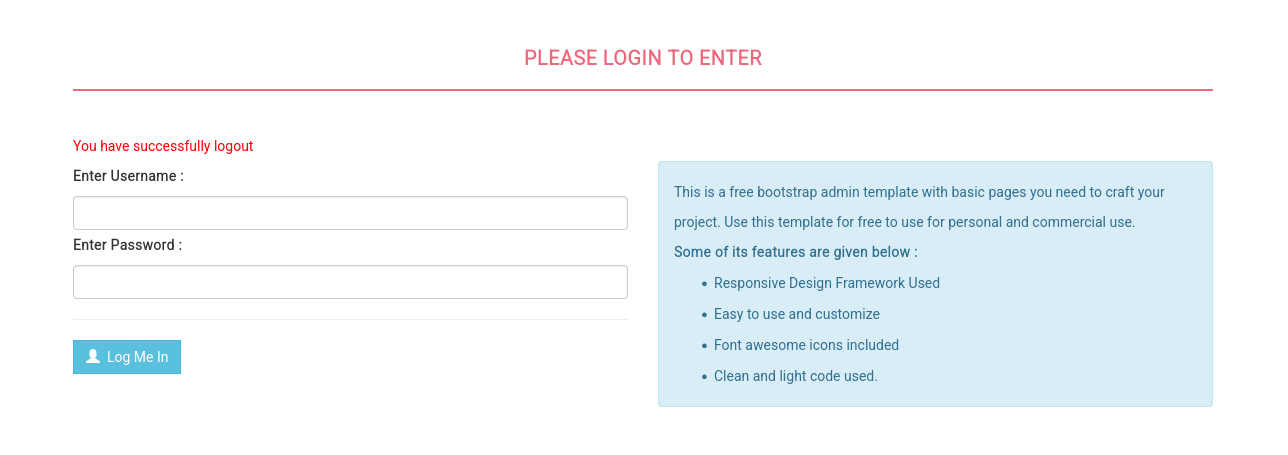 PLEASE LOGIN TO ENTER
You have successfully logout
Enter Username :
Enter Password :
Log Me In
This is a free bootstrap admin template with basic pages you need to craft your
project. Use this template for free to use for personal and commercial use.
Some of its features are given below :
• Responsive Design Framework Used
• Easy to use and customize
• Font awesome icons included
• Clean and light code used.